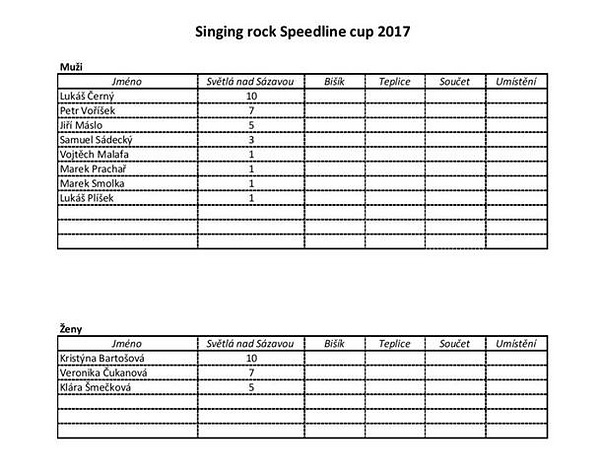 Singing rock Speedline cup 2017
Muži
Jméno Světlá nad Sázavou Bišík Teplice Součet Umístění
Lukáš Černý 10
Petr Voříšek 7
Jiří Máslo 5
Samuel Sádecký 3
Vojtěch Malafa 1
Marek Prachař 1
Marek Smolka 1
Lukáš Plíšek 1
Ženy
Jméno Světlá nad Sázavou Bišík Teplice Součet Umístění
Kristýna Bartošová 10
Veronika Čukanová 7
Klára Šmečková 5